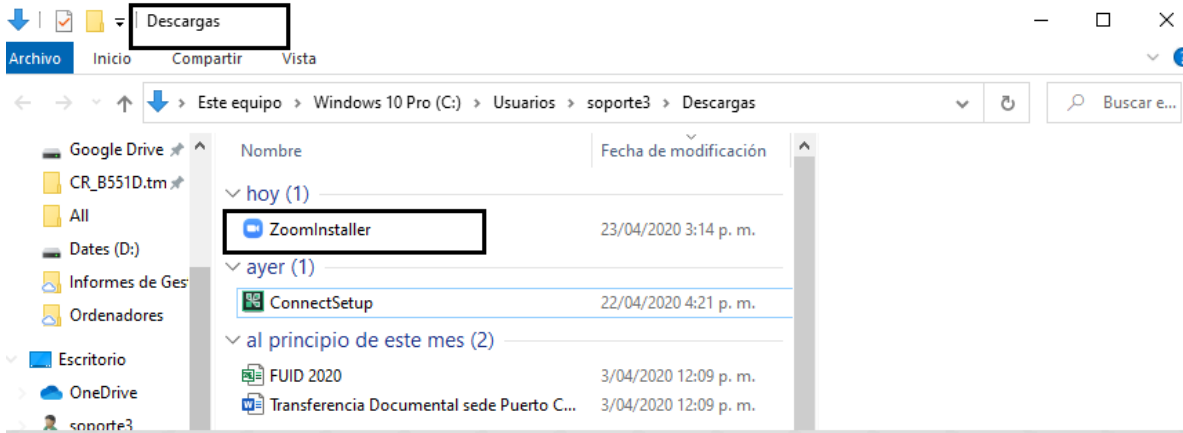 Descargas
Archivo Inicio Compartir Vista
Este equipo > Windows 10 Pro (C:) > Usuarios > soporte3 > Descargas Buscar e...
Google Drive
CR_B551D.tm
All
Dates (D:)
Informes de Ges
Ordenadores
Escritorio
OneDrive
soporte3
Nombre Fecha de modificación
hoy (1)
ZoomInstaller 23/04/2020 3:14 p. m.
ayer (1)
ConnectSetup 22/04/2020 4:21 p. m.
al principio de este mes (2)
FUID 2020 3/04/2020 12:09 p. m.
Transferencia Documental sede Puerto C... 3/04/2020 12:09 p. m.